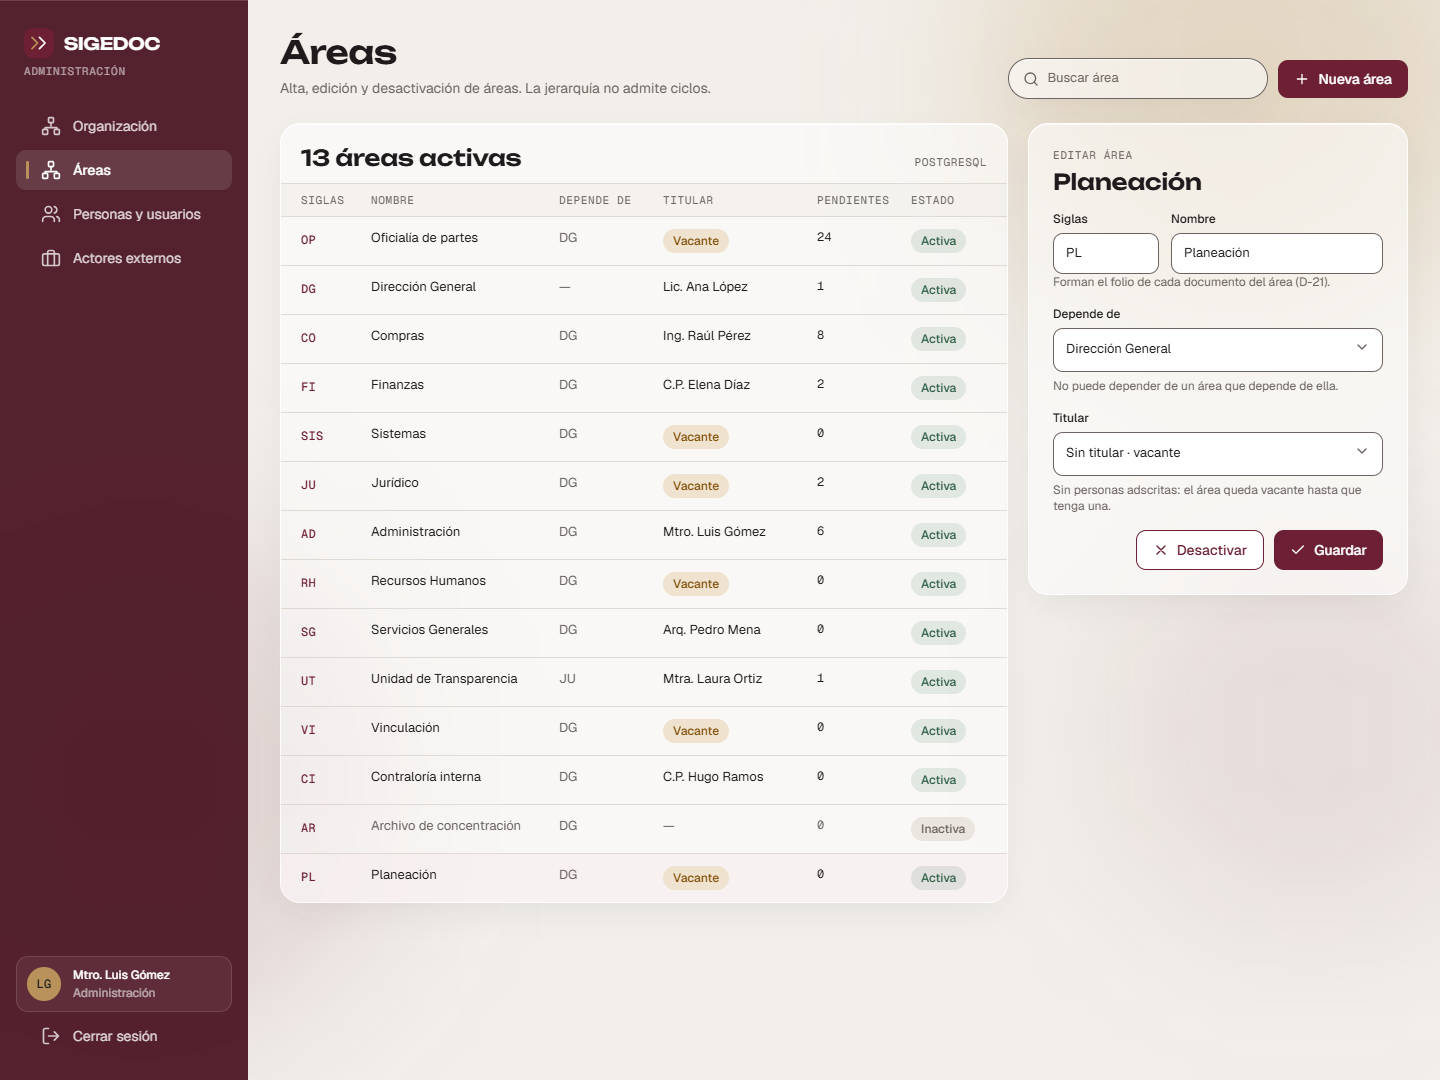 SIGEDOC
ADMINISTRACIÓN
Organización
Áreas
Personas y usuarios
Actores externos
Mtro. Luis Gómez
LG
Administración
Cerrar sesión
Áreas
Alta, edición y desactivación de áreas. La jerarquía no admite ciclos.
Buscar área
Nueva área
13 áreas activas
POSTGRESQL
SIGLAS NOMBRE DEPENDE DE TITULAR PENDIENTES ESTADO
OP Oficialía de partes DG Vacante 24 Activa
DG Dirección General — Lic. Ana López 1 Activa
CO Compras DG Ing. Raúl Pérez 8 Activa
FI Finanzas DG C.P. Elena Díaz 2 Activa
SIS Sistemas DG Vacante 0 Activa
JU Jurídico DG Vacante 2 Activa
AD Administración DG Mtro. Luis Gómez 6 Activa
RH Recursos Humanos DG Vacante 0 Activa
SG Servicios Generales DG Arq. Pedro Mena 0 Activa
UT Unidad de Transparencia JU Mtra. Laura Ortiz 1 Activa
VI Vinculación DG Vacante 0 Activa
CI Contraloría interna DG C.P. Hugo Ramos 0 Activa
AR Archivo de concentración DG — 0 Inactiva
PL Planeación DG Vacante 0 Activa
EDITAR ÁREA
Planeación
Siglas Nombre
PL Planeación
Forman el folio de cada documento del área (D-21).
Depende de
Dirección General
No puede depender de un área que depende de ella.
Titular
Sin titular · vacante
Sin personas adscritas: el área queda vacante hasta que
tenga una.
Desactivar Guardar